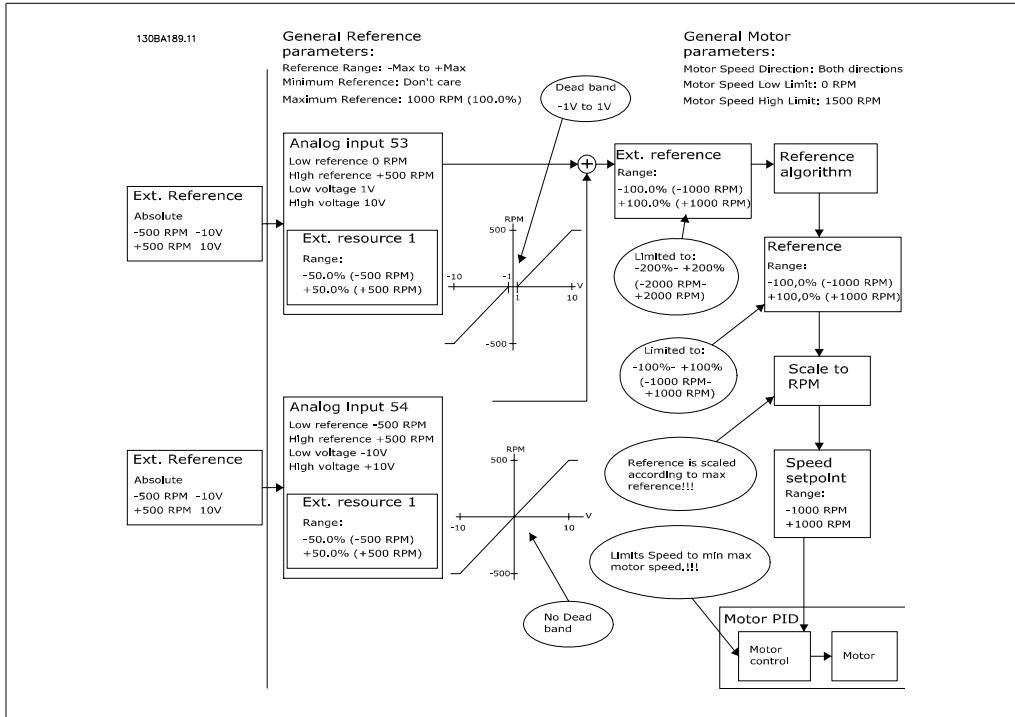 130BA189.11
General Reference
parameters:
Reference Range: -Max to +Max
Minimum Reference: Don't care
Maximum Reference: 1000 RPM (100.0%)
General Motor
parameters:
Motor Speed Direction: Both directions
Motor Speed Low Limit: 0 RPM
Motor Speed High Limit: 1500 RPM
Dead band
-1V to 1V
Ext. Reference
Absolute
-500 RPM -10V
+500 RPM 10V
Analog input 53
Low reference 0 RPM
High reference +500 RPM
Low voltage 1V
High voltage 10V
Ext. resource 1
Range:
-50.0% (-500 RPM)
+50.0% (+500 RPM)
RPM
500
-10
-1
1
10
V
-500
+
Ext. reference
Range:
-100.0% (-1000 RPM)
+100.0% (+1000 RPM)
Reference
algorithm
Limited to:
-200%- +200%
(-2000 RPM-
+2000 RPM)
Reference
Range:
-100,0% (-1000 RPM)
+100,0% (+1000 RPM)
Limited to:
-100%- +100%
(-1000 RPM-
+1000 RPM)
Scale to
RPM
Ext. Reference
Absolute
-500 RPM -10V
+500 RPM 10V
Analog Input 54
Low reference -500 RPM
High reference +500 RPM
Low voltage -10V
High voltage +10V
Ext. resource 1
Range:
-50.0% (-500 RPM)
+50.0% (+500 RPM)
RPM
500
-10
10
V
-500
No Dead
band
Reference is scaled
according to max
reference!!!
Speed
setpoint
Range:
-1000 RPM
+1000 RPM
Limits Speed to min max
motor speed.!!!
Motor PID
Motor
control
Motor